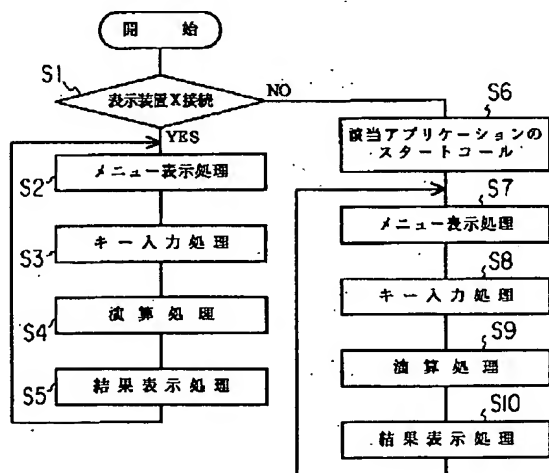 開 始
S1
表示装置X接続
NO
YES
S2
メニュー表示処理
S3
キー入力処理
S4
演算処理
S5
結果表示処理
S6
該当アプリケーションの
スタートコール
S7
メニュー表示処理
S8
キー入力処理
S9
演算処理
S10
結果表示処理